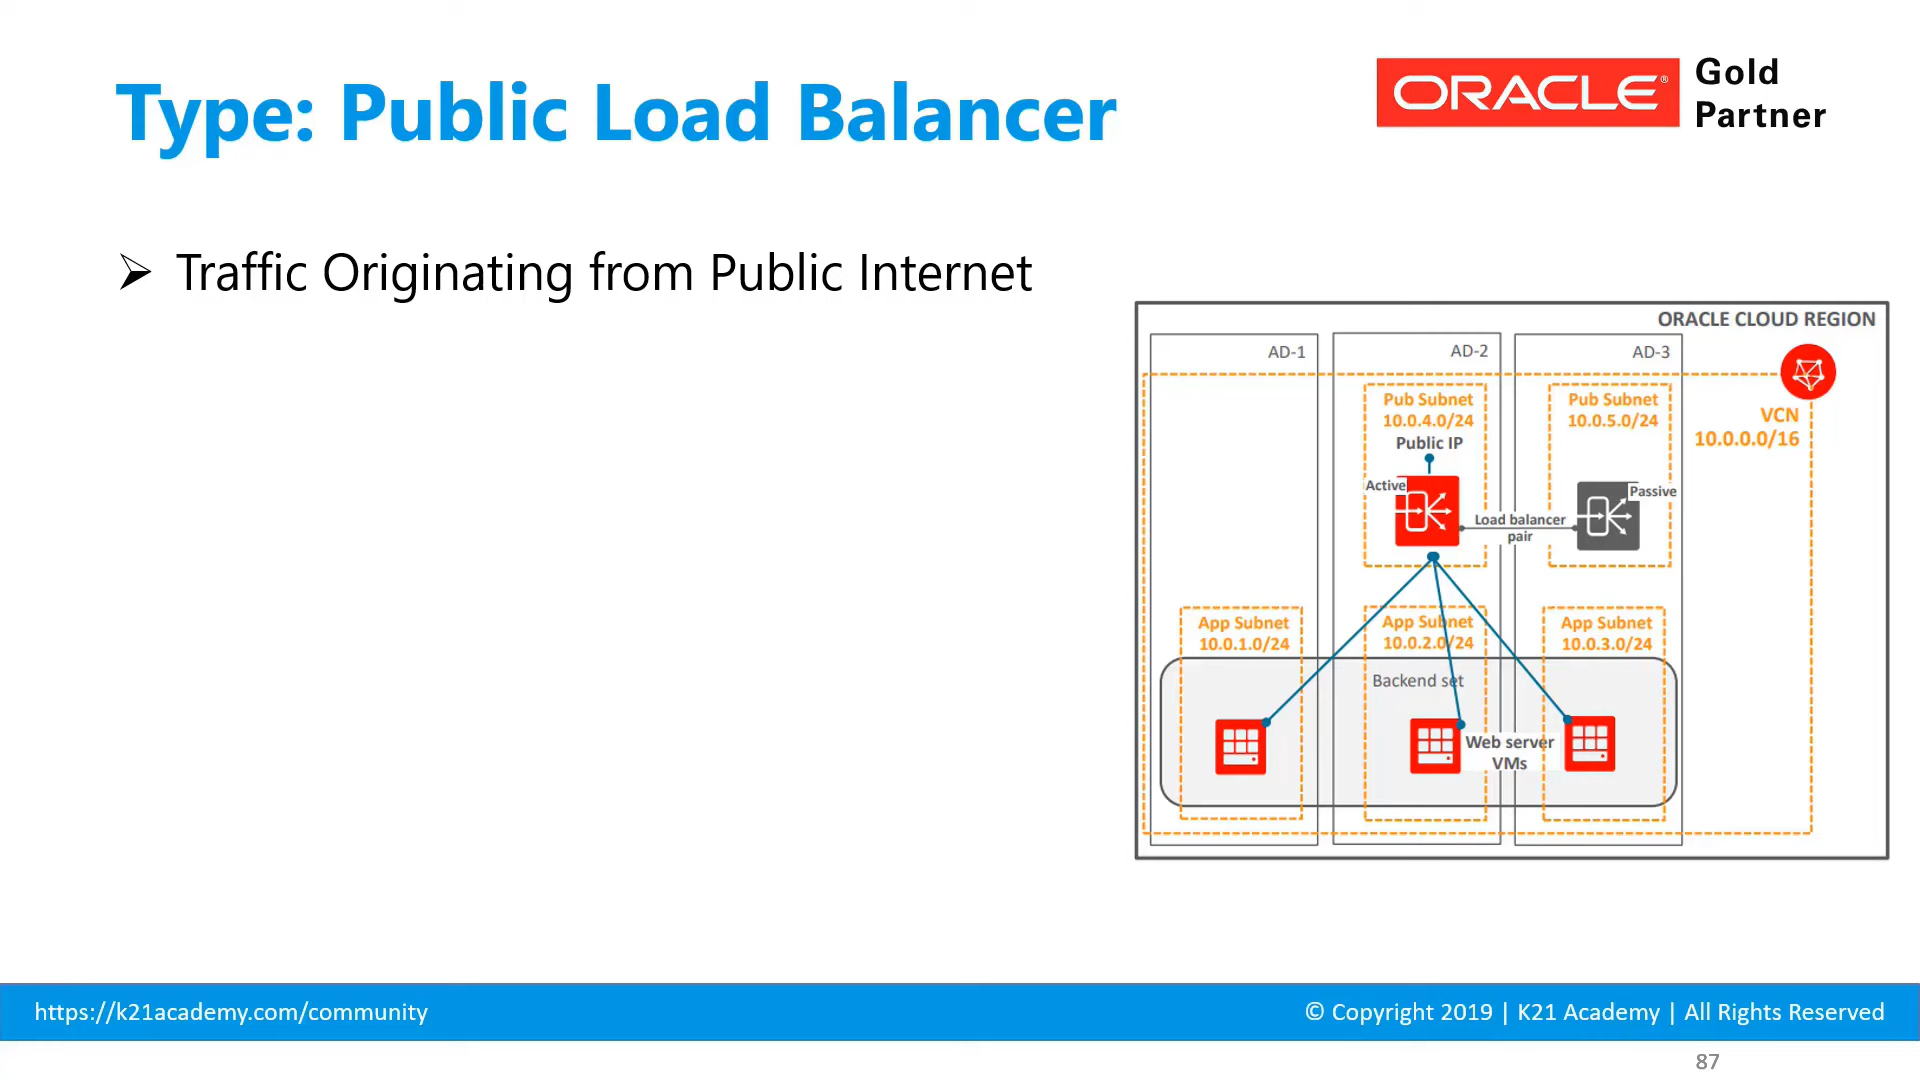 Type: Public Load Balancer
ORACLE®
Gold
Partner
➢ Traffic Originating from Public Internet
ORACLE CLOUD REGION
AD-1
AD-2
AD-3
Pub Subnet
10.0.4.0/24
Public IP
Pub Subnet
10.0.5.0/24
VCN
10.0.0.0/16
Active
Passive
Load balancer
pair
App Subnet
10.0.1.0/24
App Subnet
10.0.2.0/24
App Subnet
10.0.3.0/24
Backend set
Web server
VMs
https://k21academy.com/community
© Copyright 2019 | K21 Academy | All Rights Reserved
87